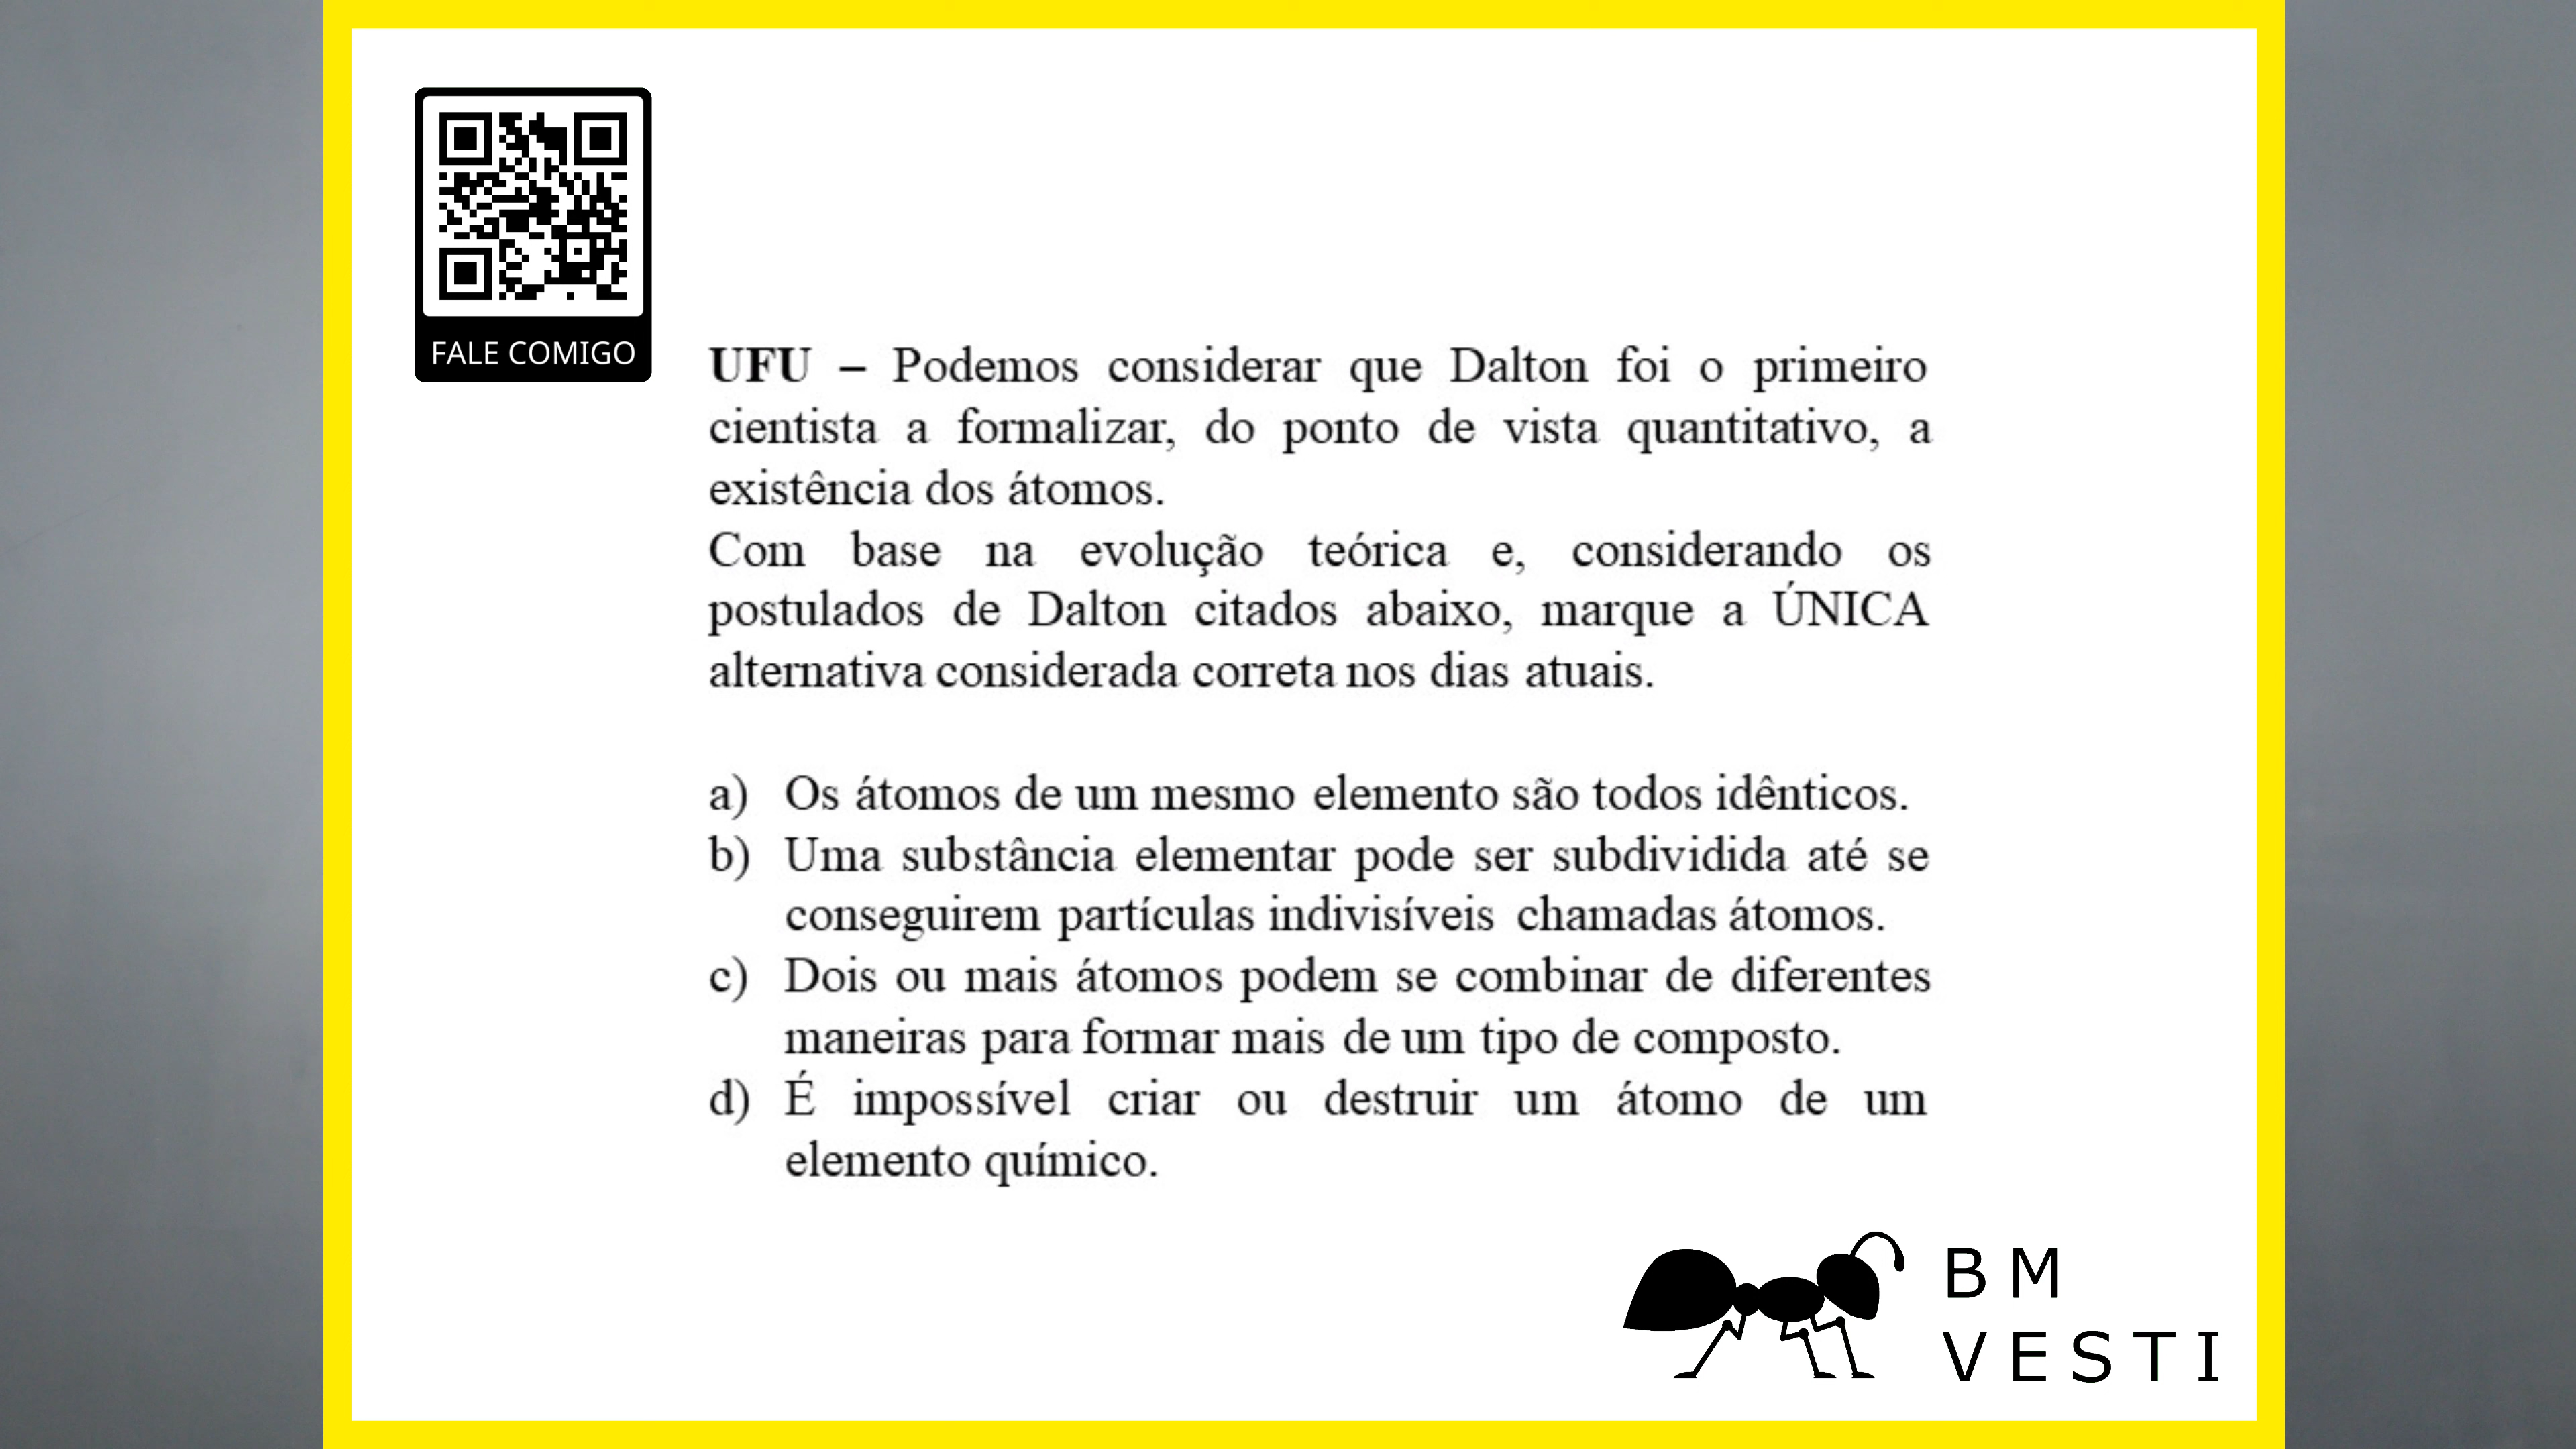 FALE COMIGO
UFU – Podemos considerar que Dalton foi o primeiro
cientista a formalizar, do ponto de vista quantitativo, a
existência dos átomos.
Com base na evolução teórica e, considerando os
postulados de Dalton citados abaixo, marque a ÚNICA
alternativa considerada correta nos dias atuais.
a) Os átomos de um mesmo elemento são todos idênticos.
b) Uma substância elementar pode ser subdividida até se
conseguirem partículas indivisíveis chamadas átomos.
c) Dois ou mais átomos podem se combinar de diferentes
maneiras para formar mais de um tipo de composto.
d) É impossível criar ou destruir um átomo de um
elemento químico.
BM
VESTI